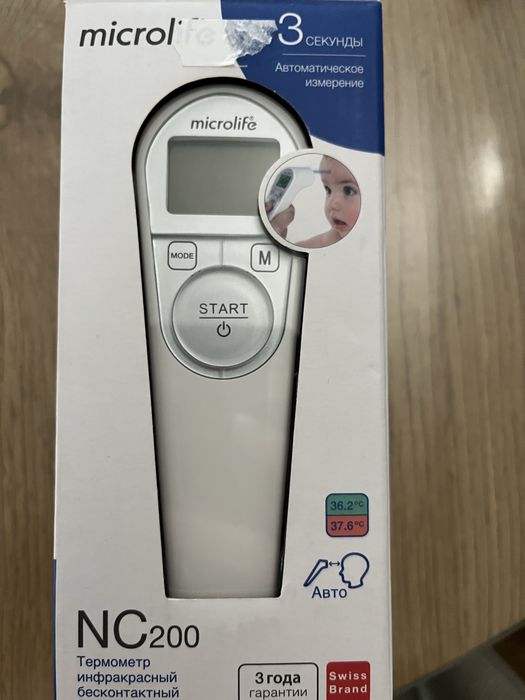 microlife
3 СЕКУНДЫ
Автоматическое
измерение
microlife®
MODE
M
START
36.2°C
37.6°C
Авто
NC200
Термометр
инфракрасный
бесконтактный
3 года
гарантии
Swiss
Brand